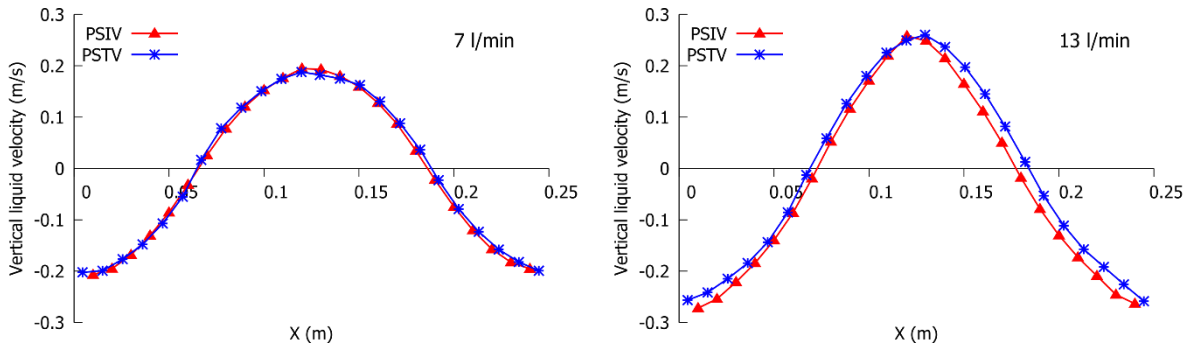 0.3
PSIV
PSTV
7 l/min
0.2
0.1
0
0 0.05 0.1 0.15 0.2 0.25
-0.1
-0.2
-0.3
Vertical liquid velocity (m/s)
X (m)
0.3
PSIV
PSTV
13 l/min
0.2
0.1
0
0 0.05 0.1 0.15 0.2 0.25
-0.1
-0.2
-0.3
Vertical liquid velocity (m/s)
X (m)